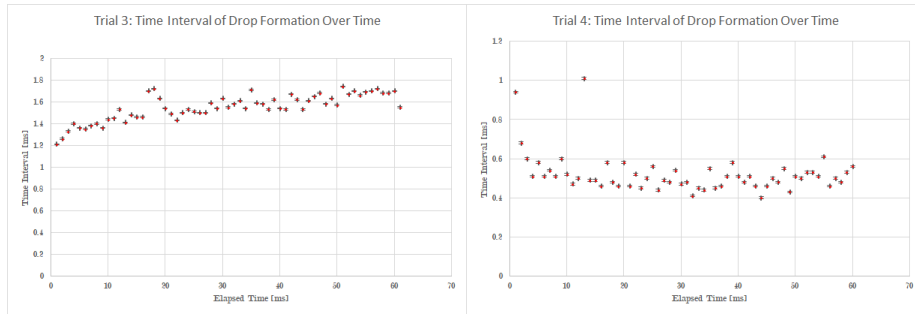 Trial 3: Time Interval of Drop Formation Over Time
2
1.8
1.6
1.4
1.2
1
0.8
0.6
0.4
0.2
0
Time Interval [ms]
0 10 20 30 40 50 60 70
Elapsed Time [ms]
Trial 4: Time Interval of Drop Formation Over Time
1.2
1
0.8
0.6
0.4
0.2
0
Time Interval [ms]
0 10 20 30 40 50 60 70
Elapsed Time [ms]